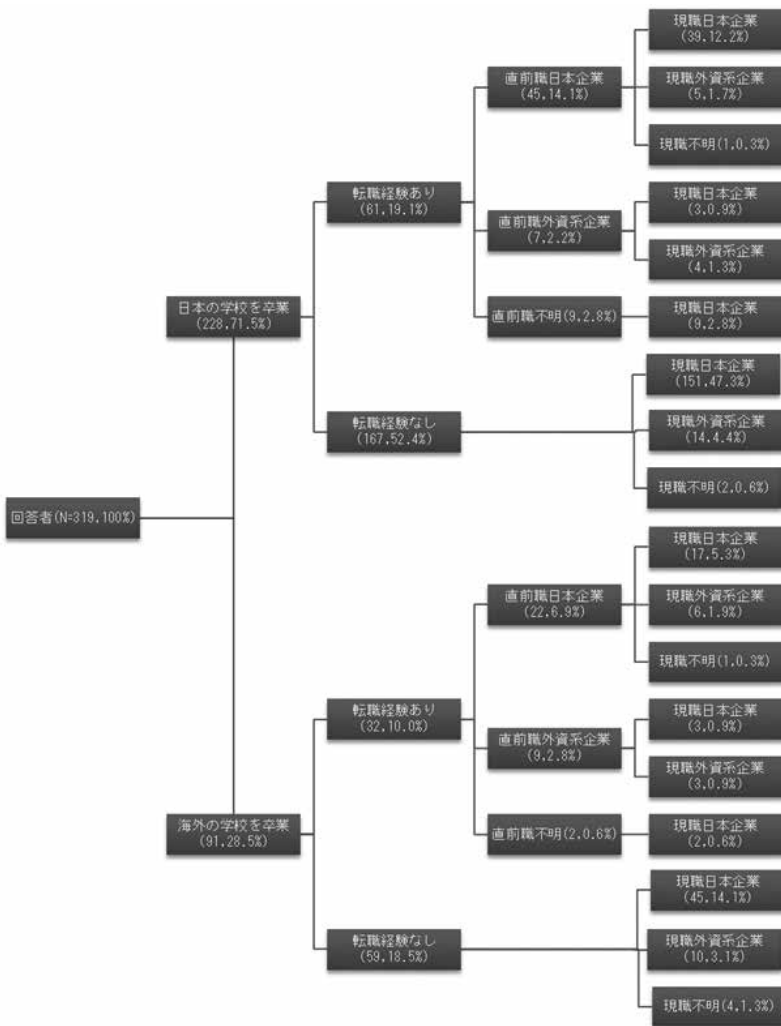 回答者(N=319,100%)
日本の学校を卒業
(228,71.5%)
転職経験あり
(61,19.1%)
直前職日本企業
(45,14.1%)
現職日本企業
(39,12.2%)
現職外資系企業
(5,1.7%)
現職不明(1,0.3%)
直前職外資系企業
(7,2.2%)
現職日本企業
(3,0.9%)
現職外資系企業
(4,1.3%)
直前職不明(9,2.8%)
現職日本企業
(9,2.8%)
転職経験なし
(167,52.4%)
現職日本企業
(151,47.3%)
現職外資系企業
(14,4.4%)
現職不明(2,0.6%)
海外の学校を卒業
(91,28.5%)
転職経験あり
(32,10.0%)
直前職日本企業
(22,6.9%)
現職日本企業
(17,5.3%)
現職外資系企業
(6,1.9%)
現職不明(1,0.3%)
直前職外資系企業
(9,2.8%)
現職日本企業
(3,0.9%)
現職外資系企業
(3,0.9%)
直前職不明(2,0.6%)
現職日本企業
(2,0.6%)
転職経験なし
(59,18.5%)
現職日本企業
(45,14.1%)
現職外資系企業
(10,3.1%)
現職不明(4,1.3%)